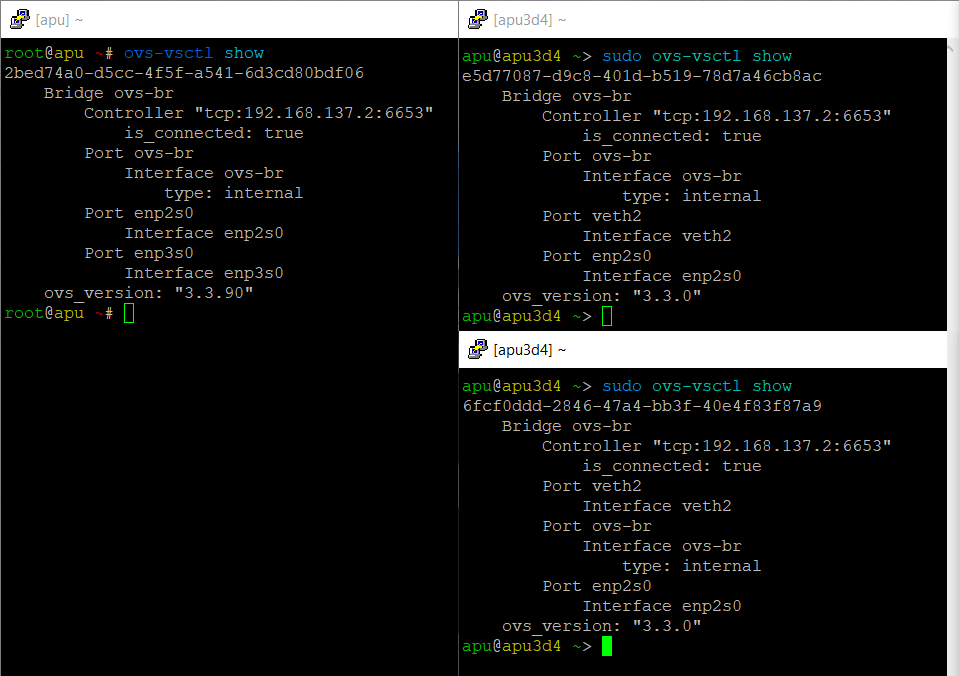 [apu] ~
root@apu ~# ovs-vsctl show
2bed74a0-d5cc-4f5f-a541-6d3cd80bdf06
    Bridge ovs-br
        Controller "tcp:192.168.137.2:6653"
            is_connected: true
        Port ovs-br
            Interface ovs-br
                type: internal
        Port enp2s0
            Interface enp2s0
        Port enp3s0
            Interface enp3s0
    ovs_version: "3.3.90"
root@apu ~#
[apu3d4] ~
apu@apu3d4 ~> sudo ovs-vsctl show
e5d77087-d9c8-401d-b519-78d7a46cb8ac
    Bridge ovs-br
        Controller "tcp:192.168.137.2:6653"
            is_connected: true
        Port ovs-br
            Interface ovs-br
                type: internal
        Port veth2
            Interface veth2
        Port enp2s0
            Interface enp2s0
    ovs_version: "3.3.0"
apu@apu3d4 ~>
[apu3d4] ~
apu@apu3d4 ~> sudo ovs-vsctl show
6fcf0ddd-2846-47a4-bb3f-40e4f83f87a9
    Bridge ovs-br
        Controller "tcp:192.168.137.2:6653"
            is_connected: true
        Port veth2
            Interface veth2
        Port ovs-br
            Interface ovs-br
                type: internal
        Port enp2s0
            Interface enp2s0
    ovs_version: "3.3.0"
apu@apu3d4 ~>